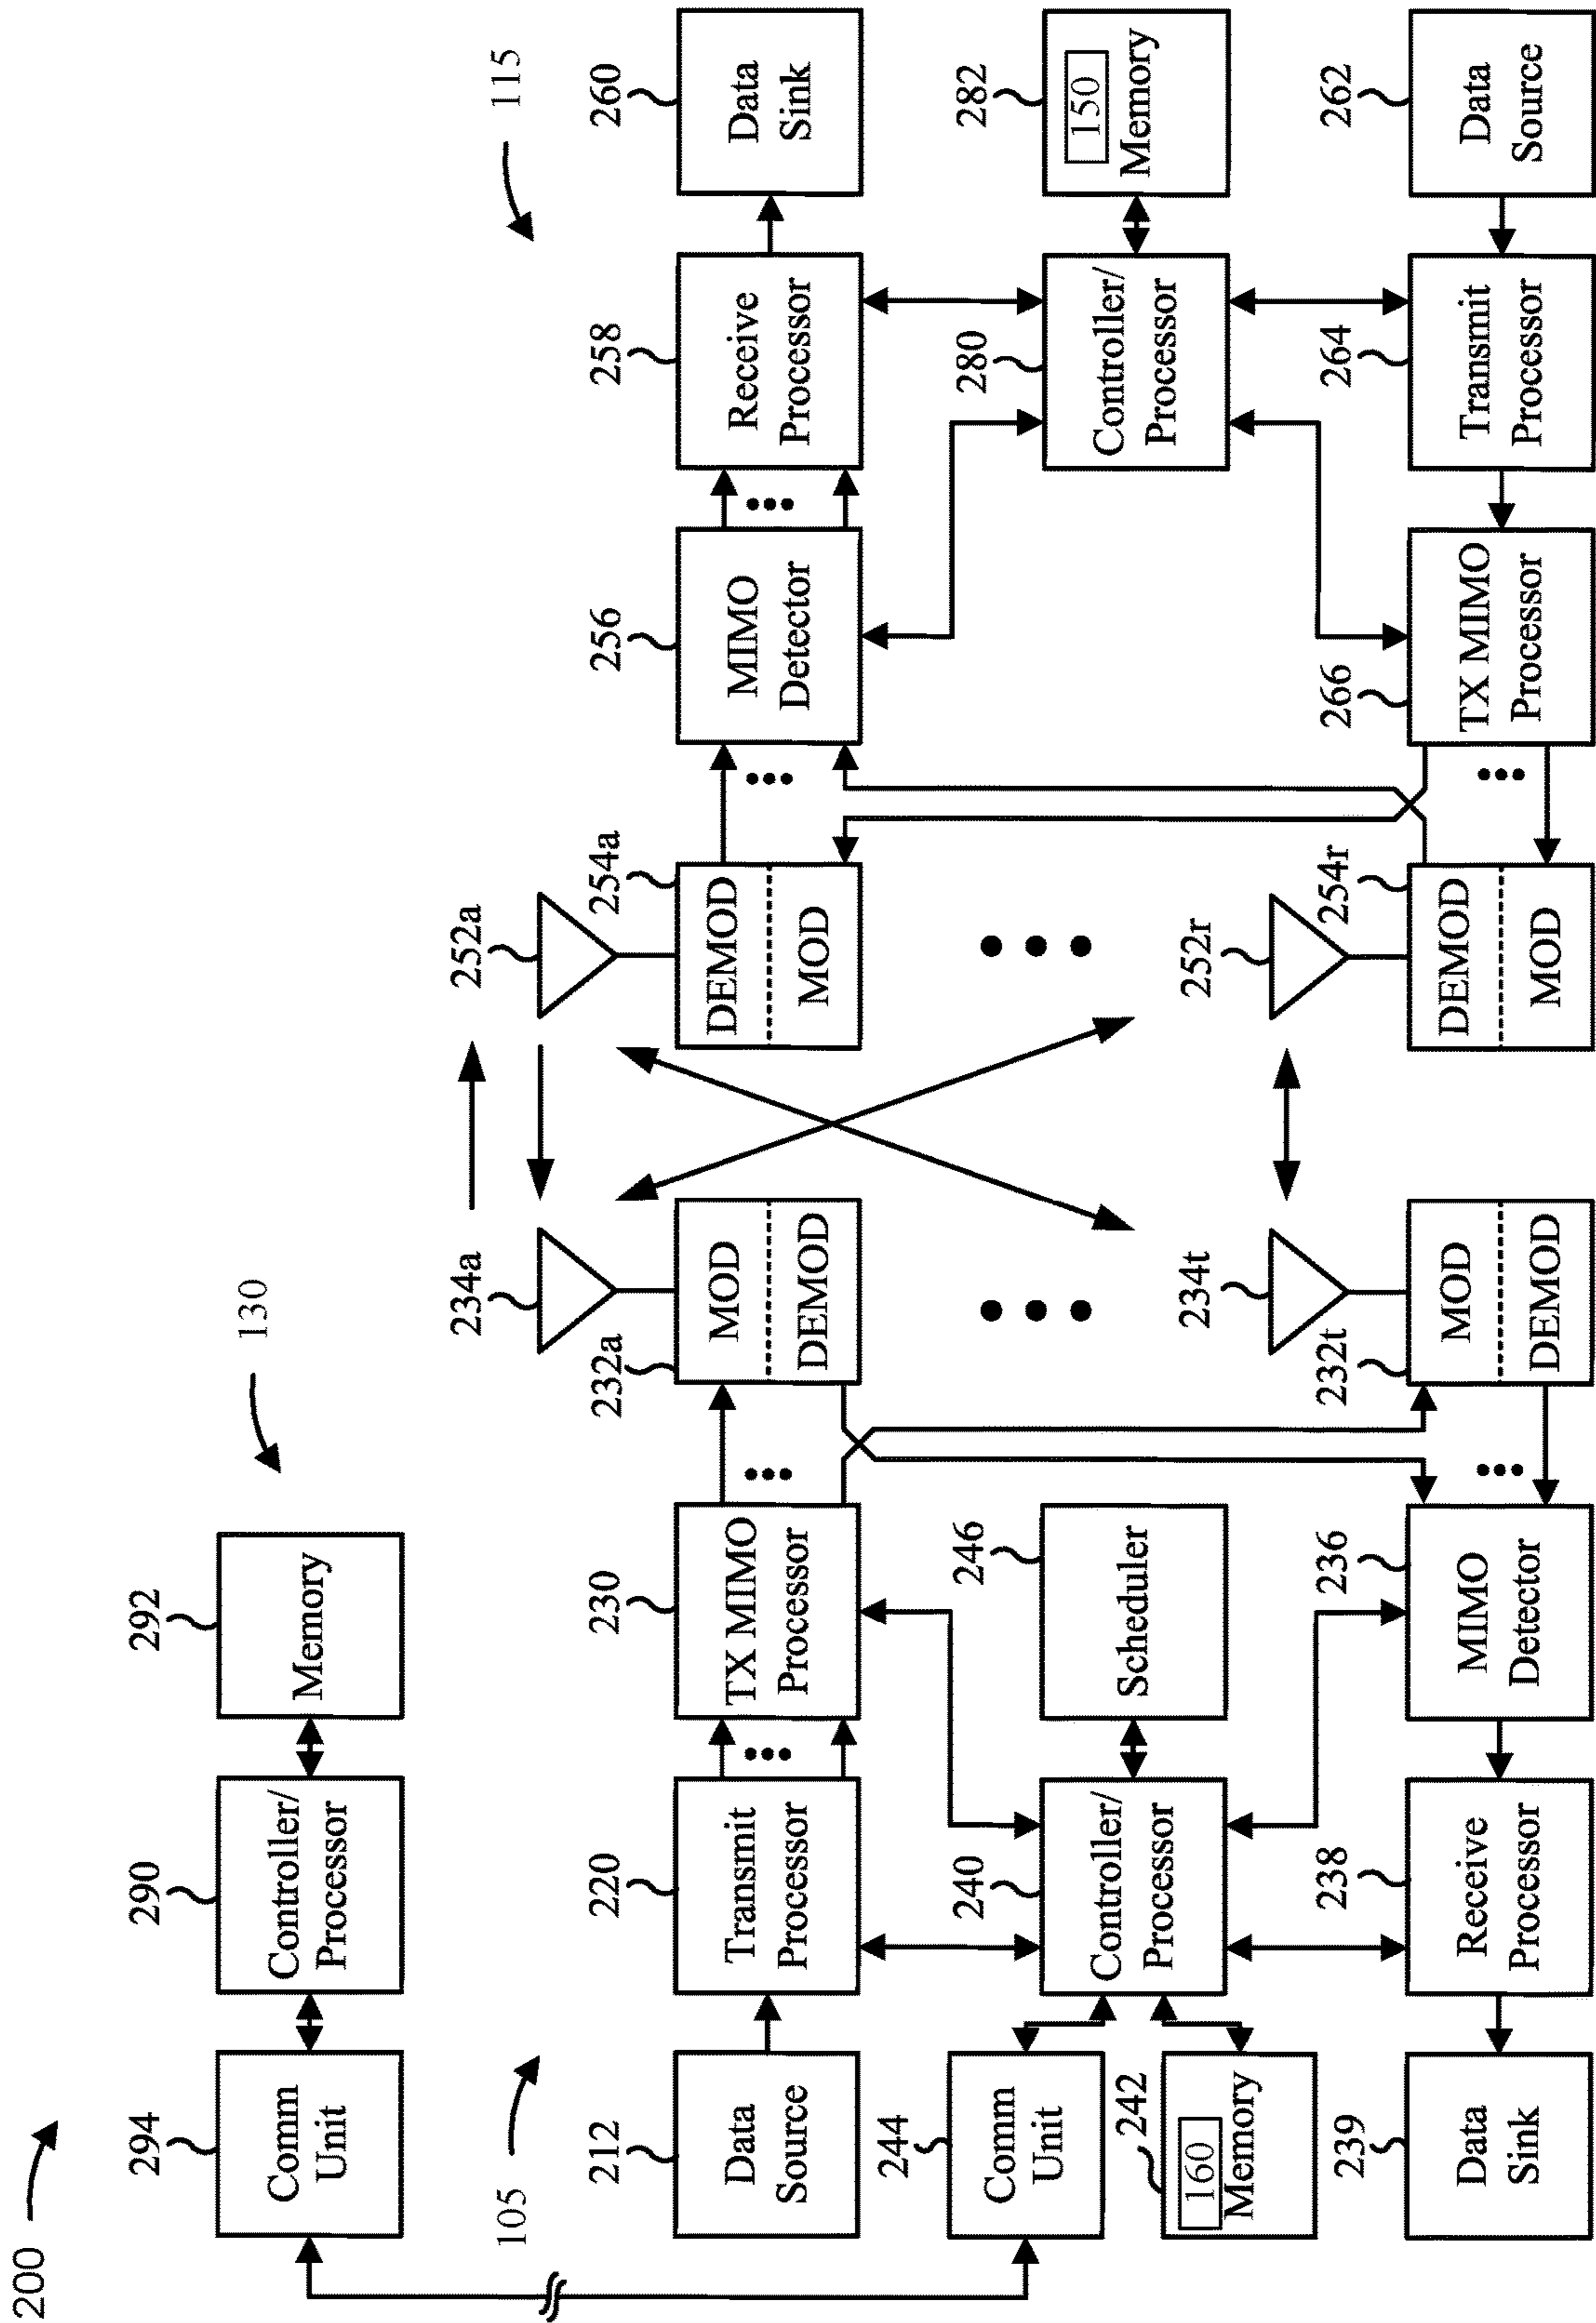 200
294
290
292
130
Comm
Unit
Controller/
Processor
Memory
105
115
234a
252a
212
220
230
232a
254a
256
258
260
Data
Source
Transmit
Processor
TX MIMO
Processor
MOD
DEMOD
DEMOD
MOD
MIMO
Detector
Receive
Processor
Data
Sink
244
240
246
280
282
Comm
Unit
242
160
Memory
Controller/
Processor
Scheduler
Controller/
Processor
150
Memory
234t
252r
239
238
236
232t
254r
266
264
262
Data
Sink
Receive
Processor
MIMO
Detector
MOD
DEMOD
DEMOD
MOD
TX MIMO
Processor
Transmit
Processor
Data
Source